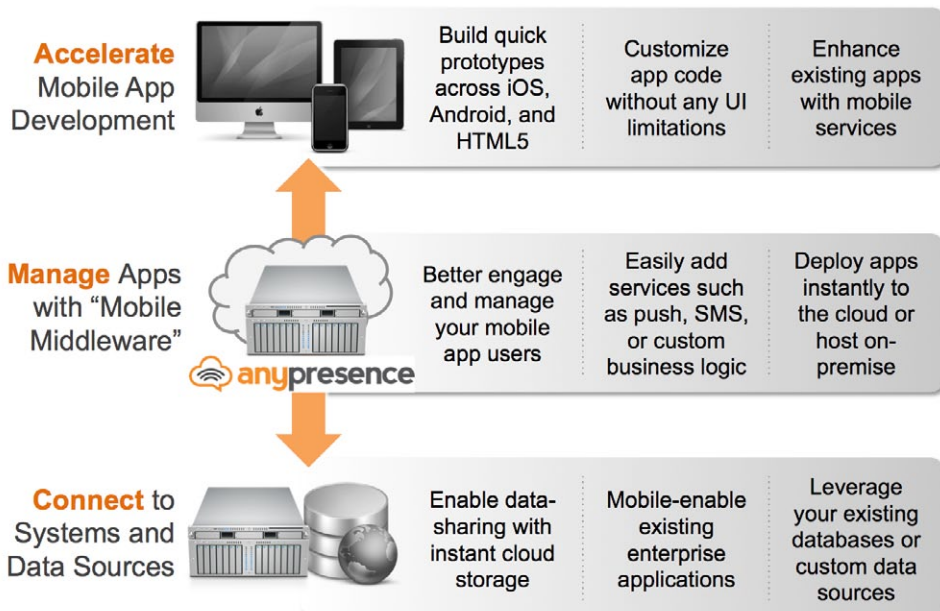 Accelerate
Mobile App
Development
Build quick
prototypes
across iOS,
Android, and
HTML5
Customize
app code
without any UI
limitations
Enhance
existing apps
with mobile
services
Manage Apps
with “Mobile
Middleware”
anypresence
Better engage
and manage
your mobile
app users
Easily add
services such
as push, SMS,
or custom
business logic
Deploy apps
instantly to
the cloud or
host on-
premise
Connect to
Systems and
Data Sources
Enable data-
sharing with
instant cloud
storage
Mobile-enable
existing
enterprise
applications
Leverage
your existing
databases or
custom data
sources